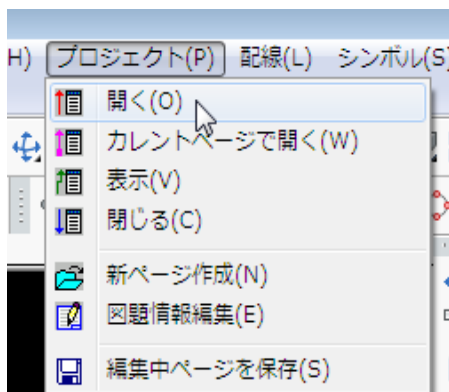 H) プロジェクト(P) 配線(L) シンボル(S)
開く(O)
カレントページで開く(W)
表示(V)
閉じる(C)
新ページ作成(N)
図題情報編集(E)
編集中ページを保存(S)